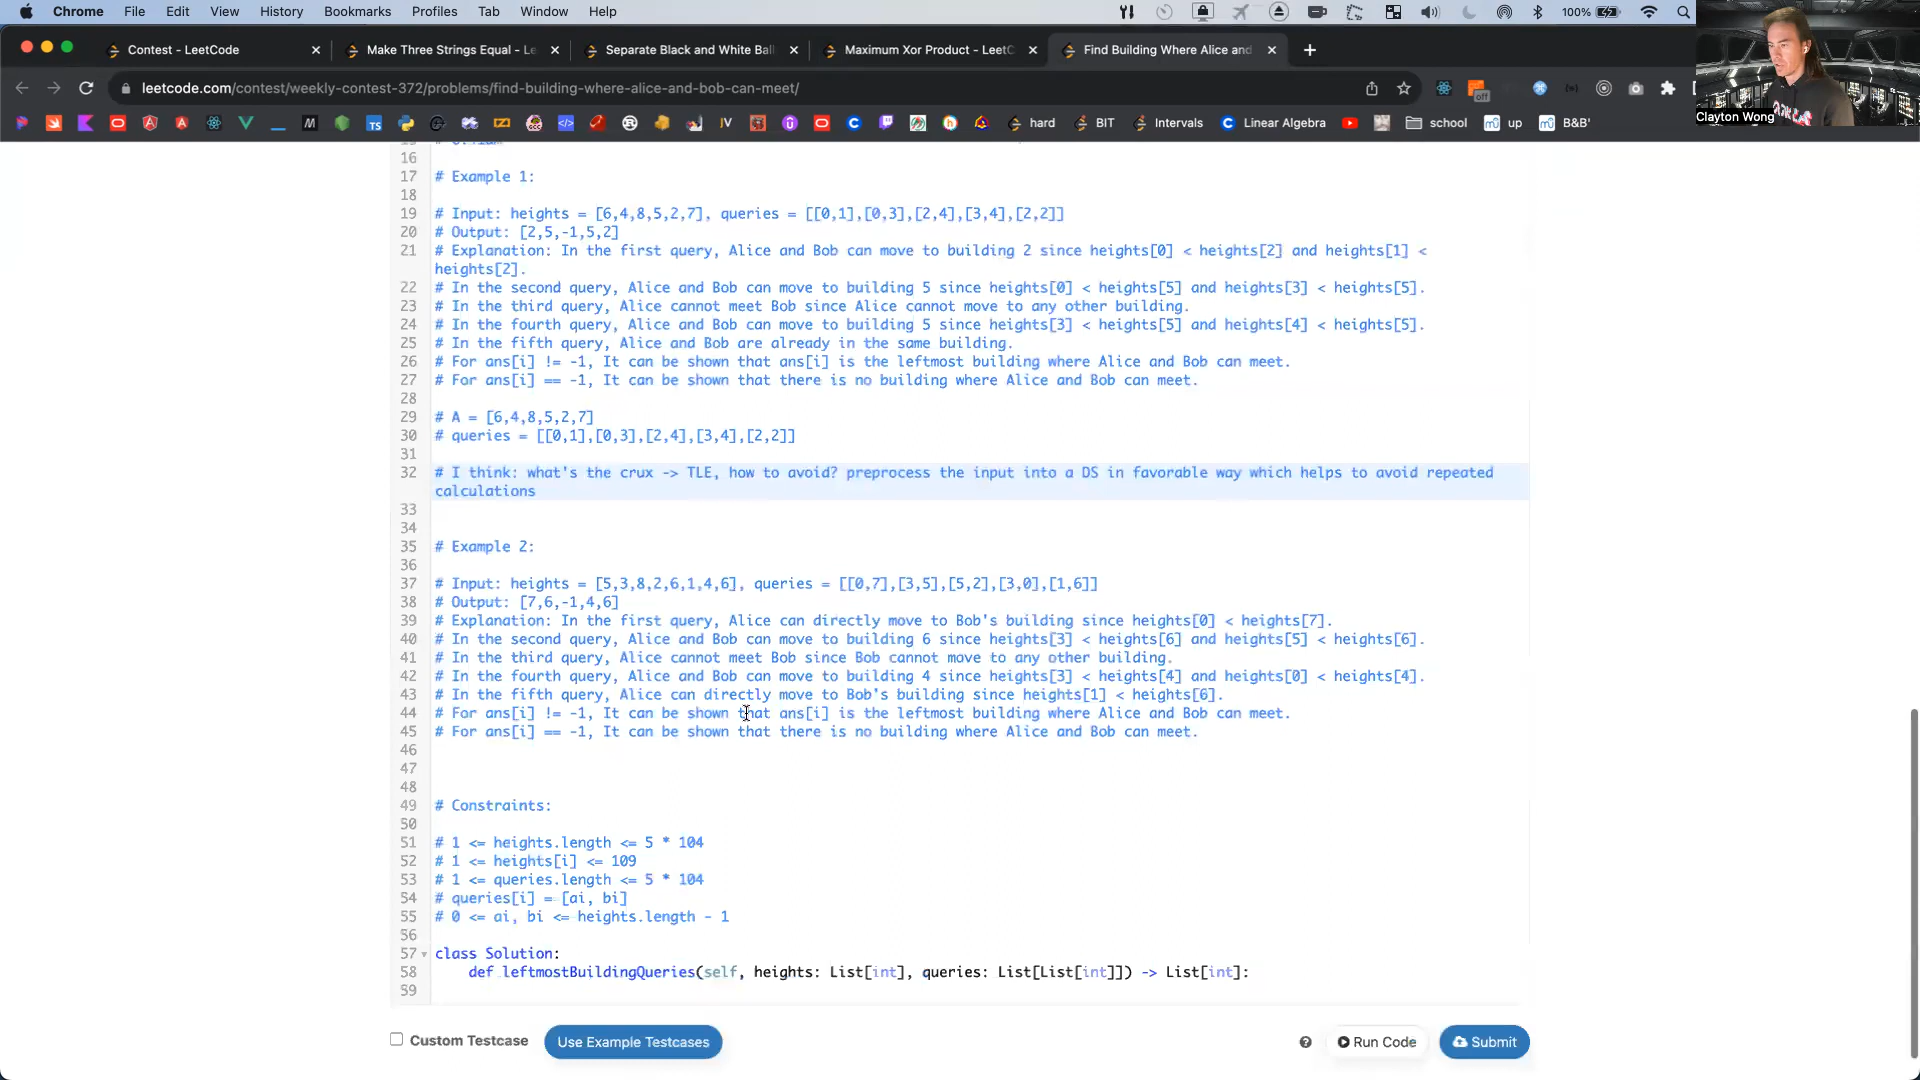 Chrome File Edit View History Bookmarks Profiles Tab Window Help 100%
Contest - LeetCode Make Three Strings Equal - Le Separate Black and White Ball Maximum Xor Product - LeetC Find Building Where Alice and
leetcode.com/contest/weekly-contest-372/problems/find-building-where-alice-and-bob-can-meet/ off
Clayton Wong
IV hard BIT Intervals Linear Algebra school up B&B'
16
17 # Example 1:
18
19 # Input: heights = [6,4,8,5,2,7], queries = [[0,1],[0,3],[2,4],[3,4],[2,2]]
20 # Output: [2,5,-1,5,2]
21 # Explanation: In the first query, Alice and Bob can move to building 2 since heights[0] < heights[2] and heights[1] <
heights[2].
22 # In the second query, Alice and Bob can move to building 5 since heights[0] < heights[5] and heights[3] < heights[5].
23 # In the third query, Alice cannot meet Bob since Alice cannot move to any other building.
24 # In the fourth query, Alice and Bob can move to building 5 since heights[3] < heights[5] and heights[4] < heights[5].
25 # In the fifth query, Alice and Bob are already in the same building.
26 # For ans[i] != -1, It can be shown that ans[i] is the leftmost building where Alice and Bob can meet.
27 # For ans[i] == -1, It can be shown that there is no building where Alice and Bob can meet.
28
29 # A = [6,4,8,5,2,7]
30 # queries = [[0,1],[0,3],[2,4],[3,4],[2,2]]
31
32 # I think: what's the crux -> TLE, how to avoid? preprocess the input into a DS in favorable way which helps to avoid repeated
calculations
33
34
35 # Example 2:
36
37 # Input: heights = [5,3,8,2,6,1,4,6], queries = [[0,7],[3,5],[5,2],[3,0],[1,6]]
38 # Output: [7,6,-1,4,6]
39 # Explanation: In the first query, Alice can directly move to Bob's building since heights[0] < heights[7].
40 # In the second query, Alice and Bob can move to building 6 since heights[3] < heights[6] and heights[5] < heights[6].
41 # In the third query, Alice cannot meet Bob since Bob cannot move to any other building.
42 # In the fourth query, Alice and Bob can move to building 4 since heights[3] < heights[4] and heights[0] < heights[4].
43 # In the fifth query, Alice can directly move to Bob's building since heights[1] < heights[6].
44 # For ans[i] != -1, It can be shown that ans[i] is the leftmost building where Alice and Bob can meet.
45 # For ans[i] == -1, It can be shown that there is no building where Alice and Bob can meet.
46
47
48
49 # Constraints:
50
51 # 1 <= heights.length <= 5 * 104
52 # 1 <= heights[i] <= 109
53 # 1 <= queries.length <= 5 * 104
54 # queries[i] = [ai, bi]
55 # 0 <= ai, bi <= heights.length - 1
56
57 class Solution:
58 def leftmostBuildingQueries(self, heights: List[int], queries: List[List[int]]) -> List[int]:
59
Custom Testcase Use Example Testcases Run Code Submit